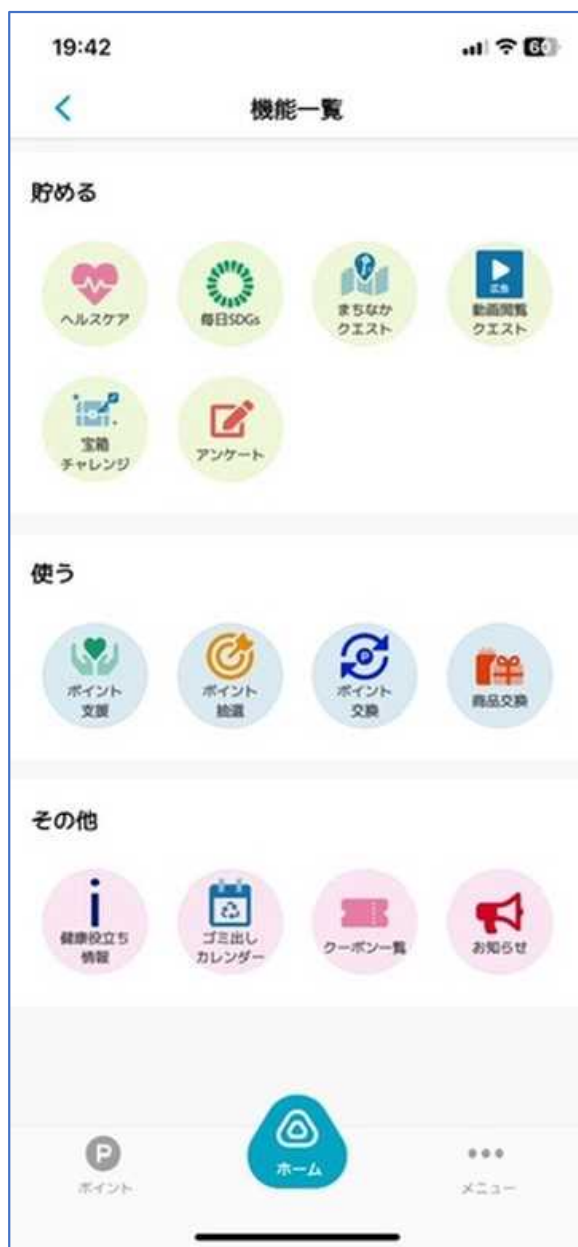 19:42
60
機能一覧
貯める
ヘルスケア
毎日SDGs
まちなか
クエスト
広告
動画閲覧
クエスト
宝箱
チャレンジ
アンケート
使う
ポイント
支援
ポイント
抽選
P
ポイント
交換
商品交換
その他
健康役立ち
情報
ゴミ出し
カレンダー
クーポン一覧
お知らせ
P
ポイント
ホーム
メニュー